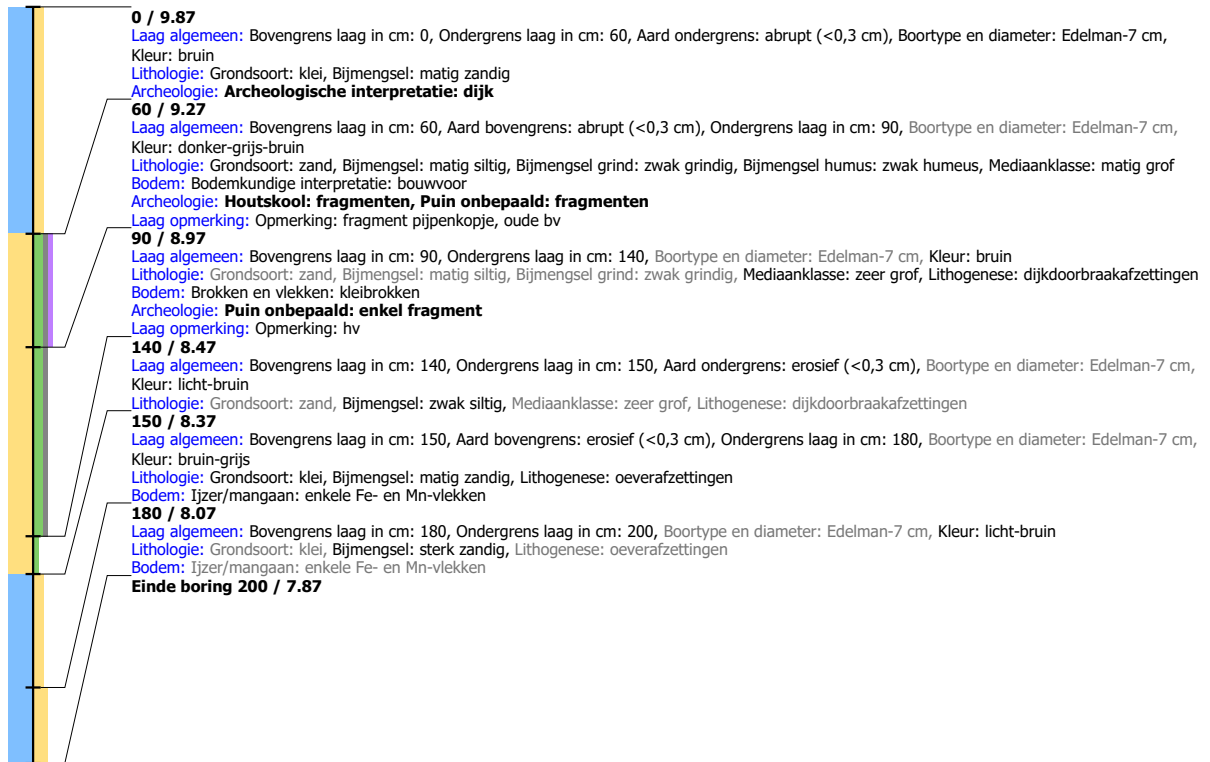 0 / 9.87
Laag algemeen: Bovengrens laag in cm: 0, Ondergrens laag in cm: 60, Aard ondergrens: abrupt (<0,3 cm), Boortype en diameter: Edelman-7 cm,
Kleur: bruin
Lithologie: Grondsoort: klei, Bijmengsel: matig zandig
Archeologie: Archeologische interpretatie: dijk
60 / 9.27
Laag algemeen: Bovengrens laag in cm: 60, Aard bovengrens: abrupt (<0,3 cm), Ondergrens laag in cm: 90, Boortype en diameter: Edelman-7 cm,
Kleur: donker-grijs-bruin
Lithologie: Grondsoort: zand, Bijmengsel: matig siltig, Bijmengsel grind: zwak grindig, Bijmengsel humus: zwak humeus, Mediaanklasse: matig grof
Bodem: Bodemkundige interpretatie: bouwvoor
Archeologie: Houtskool: fragmenten, Puin onbepaald: fragmenten
Laag opmerking: Opmerking: fragment pijpenkopje, oude bv
90 / 8.97
Laag algemeen: Bovengrens laag in cm: 90, Ondergrens laag in cm: 140, Boortype en diameter: Edelman-7 cm, Kleur: bruin
Lithologie: Grondsoort: zand, Bijmengsel: matig siltig, Bijmengsel grind: zwak grindig, Mediaanklasse: zeer grof, Lithogenese: dijkdoorbraakafzettingen
Bodem: Brokken en vlekken: kleibrokken
Archeologie: Puin onbepaald: enkel fragment
Laag opmerking: Opmerking: hv
140 / 8.47
Laag algemeen: Bovengrens laag in cm: 140, Ondergrens laag in cm: 150, Aard ondergrens: erosief (<0,3 cm), Boortype en diameter: Edelman-7 cm,
Kleur: licht-bruin
Lithologie: Grondsoort: zand, Bijmengsel: zwak siltig, Mediaanklasse: zeer grof, Lithogenese: dijkdoorbraakafzettingen
150 / 8.37
Laag algemeen: Bovengrens laag in cm: 150, Aard bovengrens: erosief (<0,3 cm), Ondergrens laag in cm: 180, Boortype en diameter: Edelman-7 cm,
Kleur: bruin-grijs
Lithologie: Grondsoort: klei, Bijmengsel: matig zandig, Lithogenese: oeverafzettingen
Bodem: Ijzer/mangaan: enkele Fe- en Mn-vlekken
180 / 8.07
Laag algemeen: Bovengrens laag in cm: 180, Ondergrens laag in cm: 200, Boortype en diameter: Edelman-7 cm, Kleur: licht-bruin
Lithologie: Grondsoort: klei, Bijmengsel: sterk zandig, Lithogenese: oeverafzettingen
Bodem: Ijzer/mangaan: enkele Fe- en Mn-vlekken
Einde boring 200 / 7.87